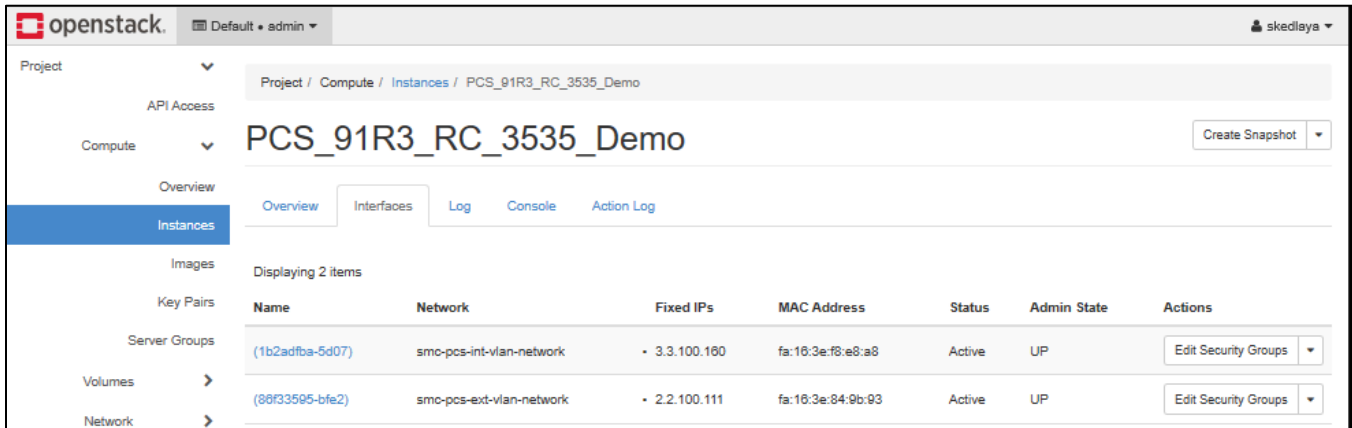 openstack. Default • admin skedlaya
Project
API Access
Compute
Overview
Instances
Images
Key Pairs
Server Groups
Volumes
Network
Project / Compute / Instances / PCS_91R3_RC_3535_Demo
PCS_91R3_RC_3535_Demo Create Snapshot
Overview Interfaces Log Console Action Log
Displaying 2 items
Name Network Fixed IPs MAC Address Status Admin State Actions
(1b2adfba-5d07) smc-pcs-int-vlan-network • 3.3.100.160 fa:16:3e:f8:e8:a8 Active UP Edit Security Groups
(86f33595-bfe2) smc-pcs-ext-vlan-network • 2.2.100.111 fa:16:3e:84:9b:93 Active UP Edit Security Groups